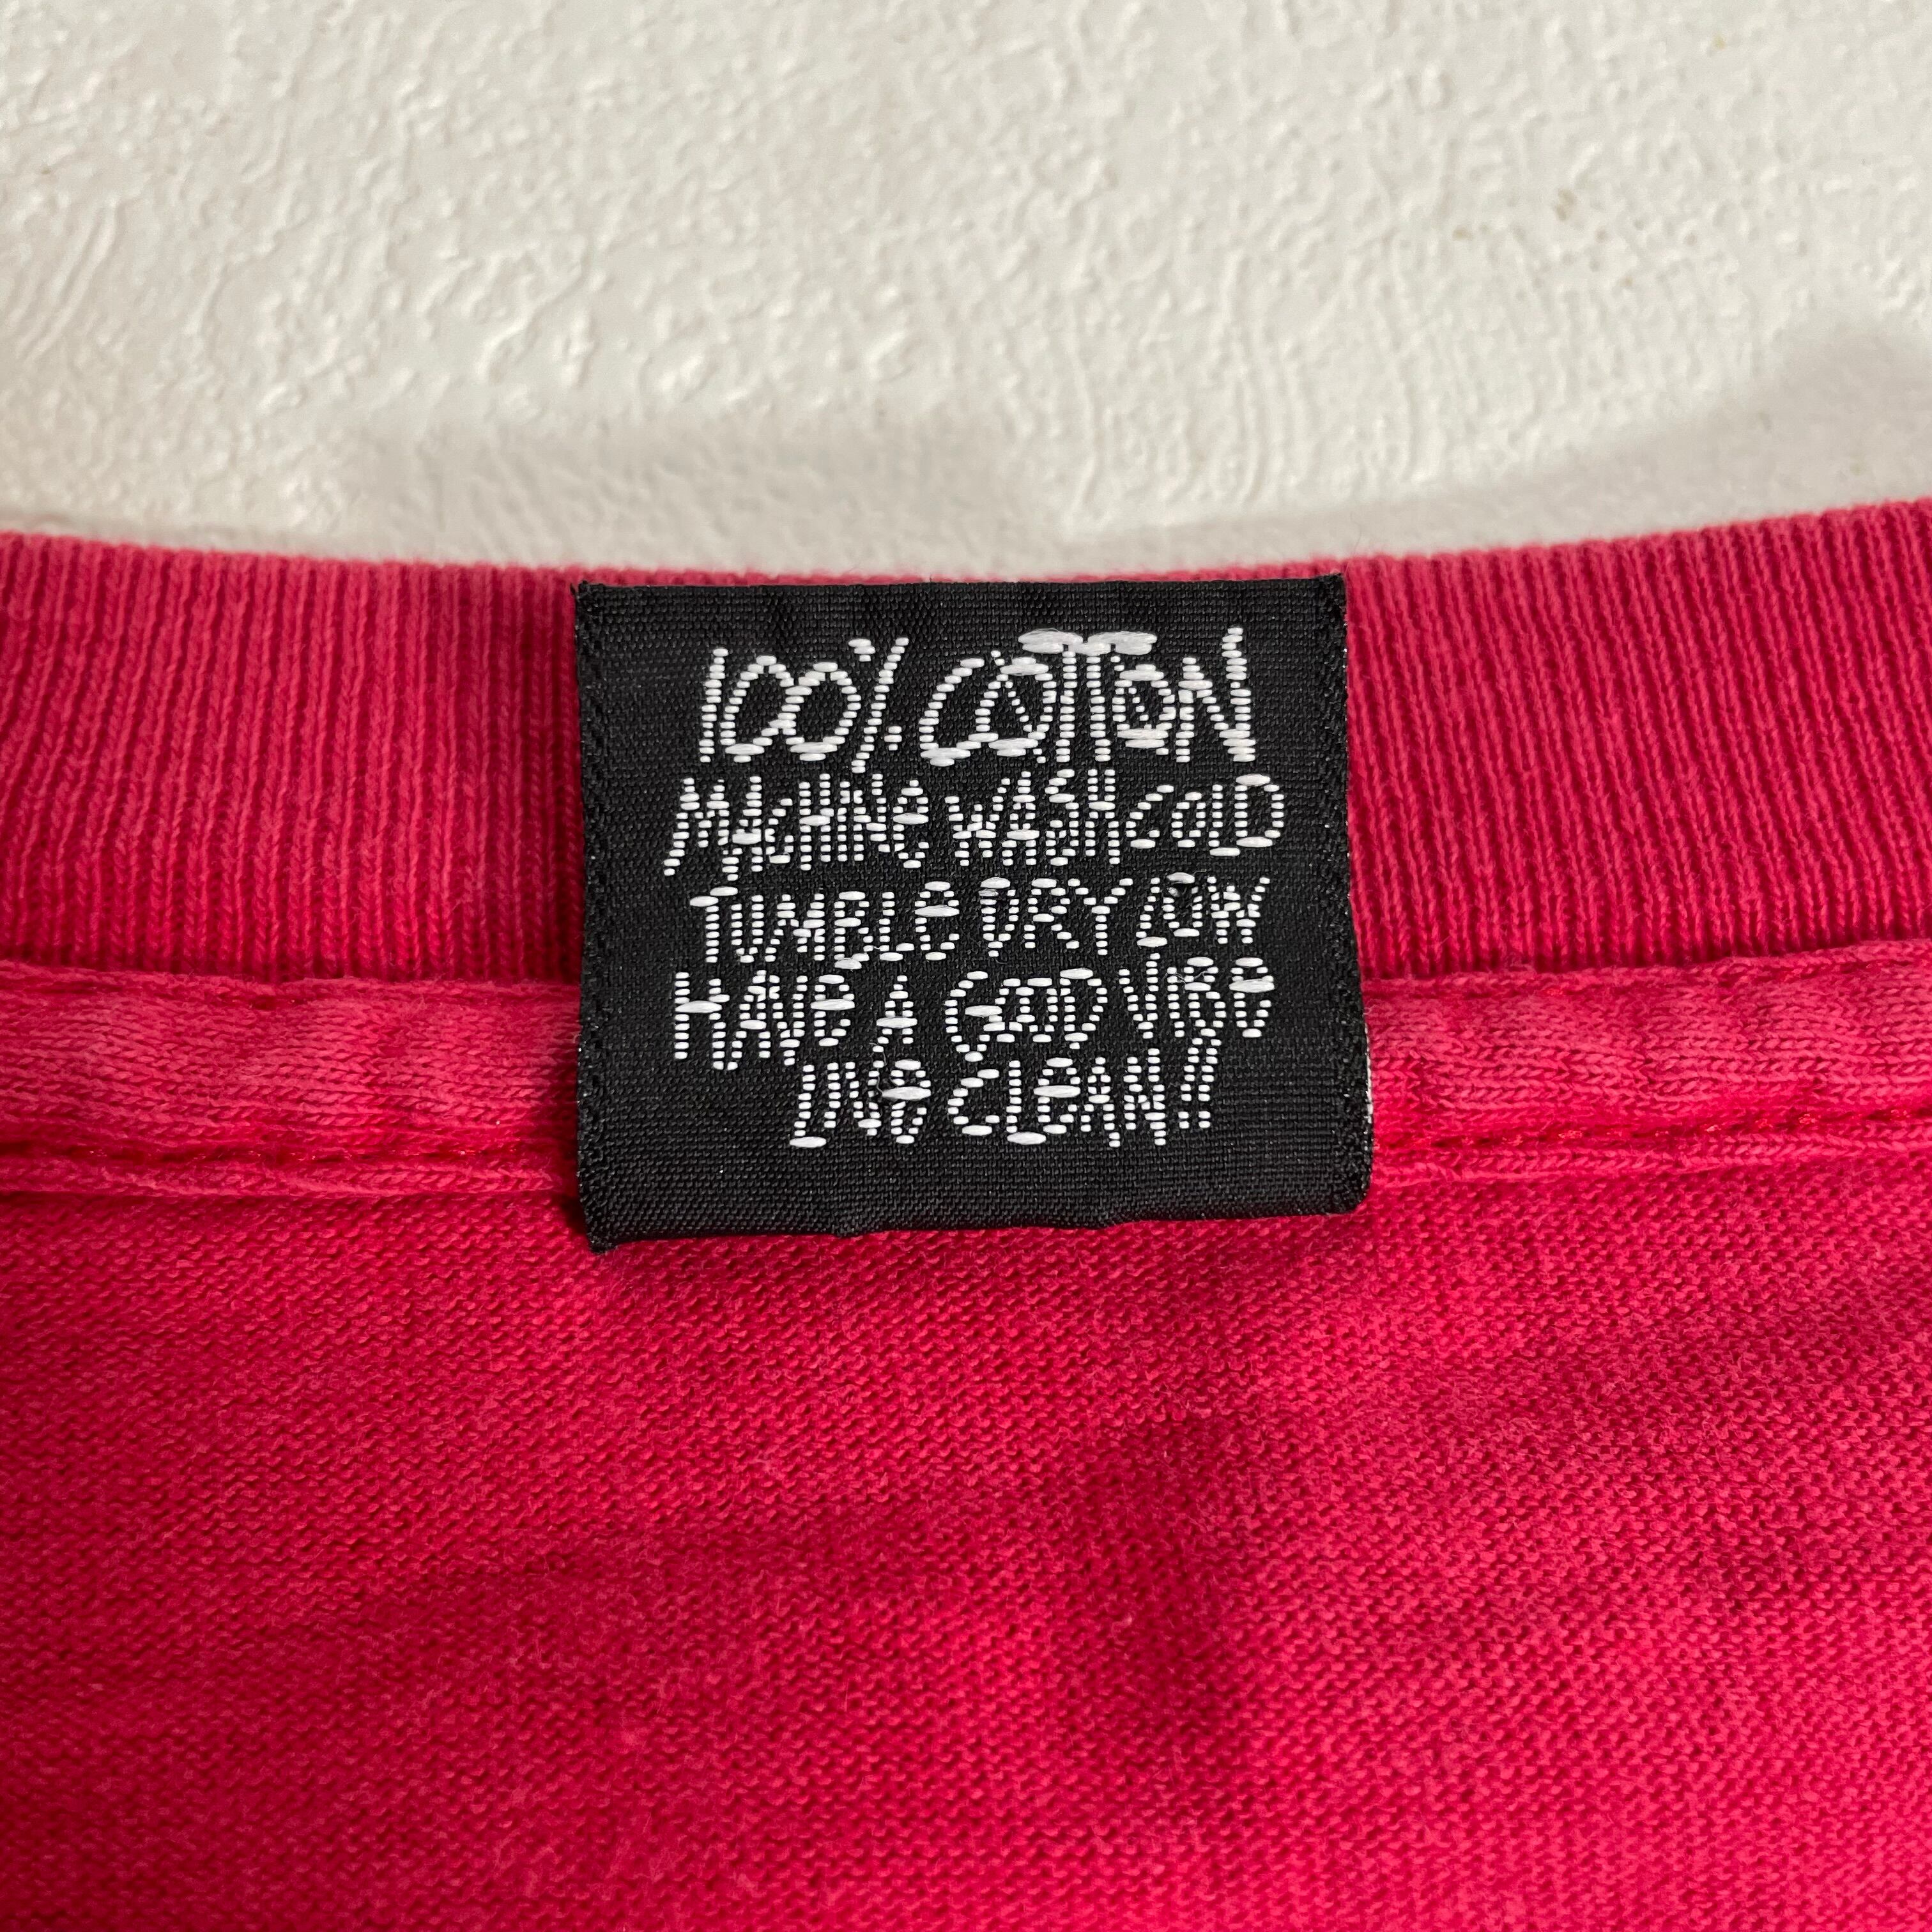 100% COTTON
MACHINE WASH COLD
TUMBLE DRY LOW
HAVE A GOOD VIBE
LIVE CLEAN!!